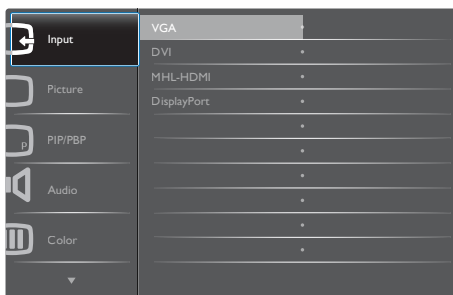 Input
Picture
P
PIP/PBP
Audio
Color
VGA
DVI
MHL-HDMI
DisplayPort